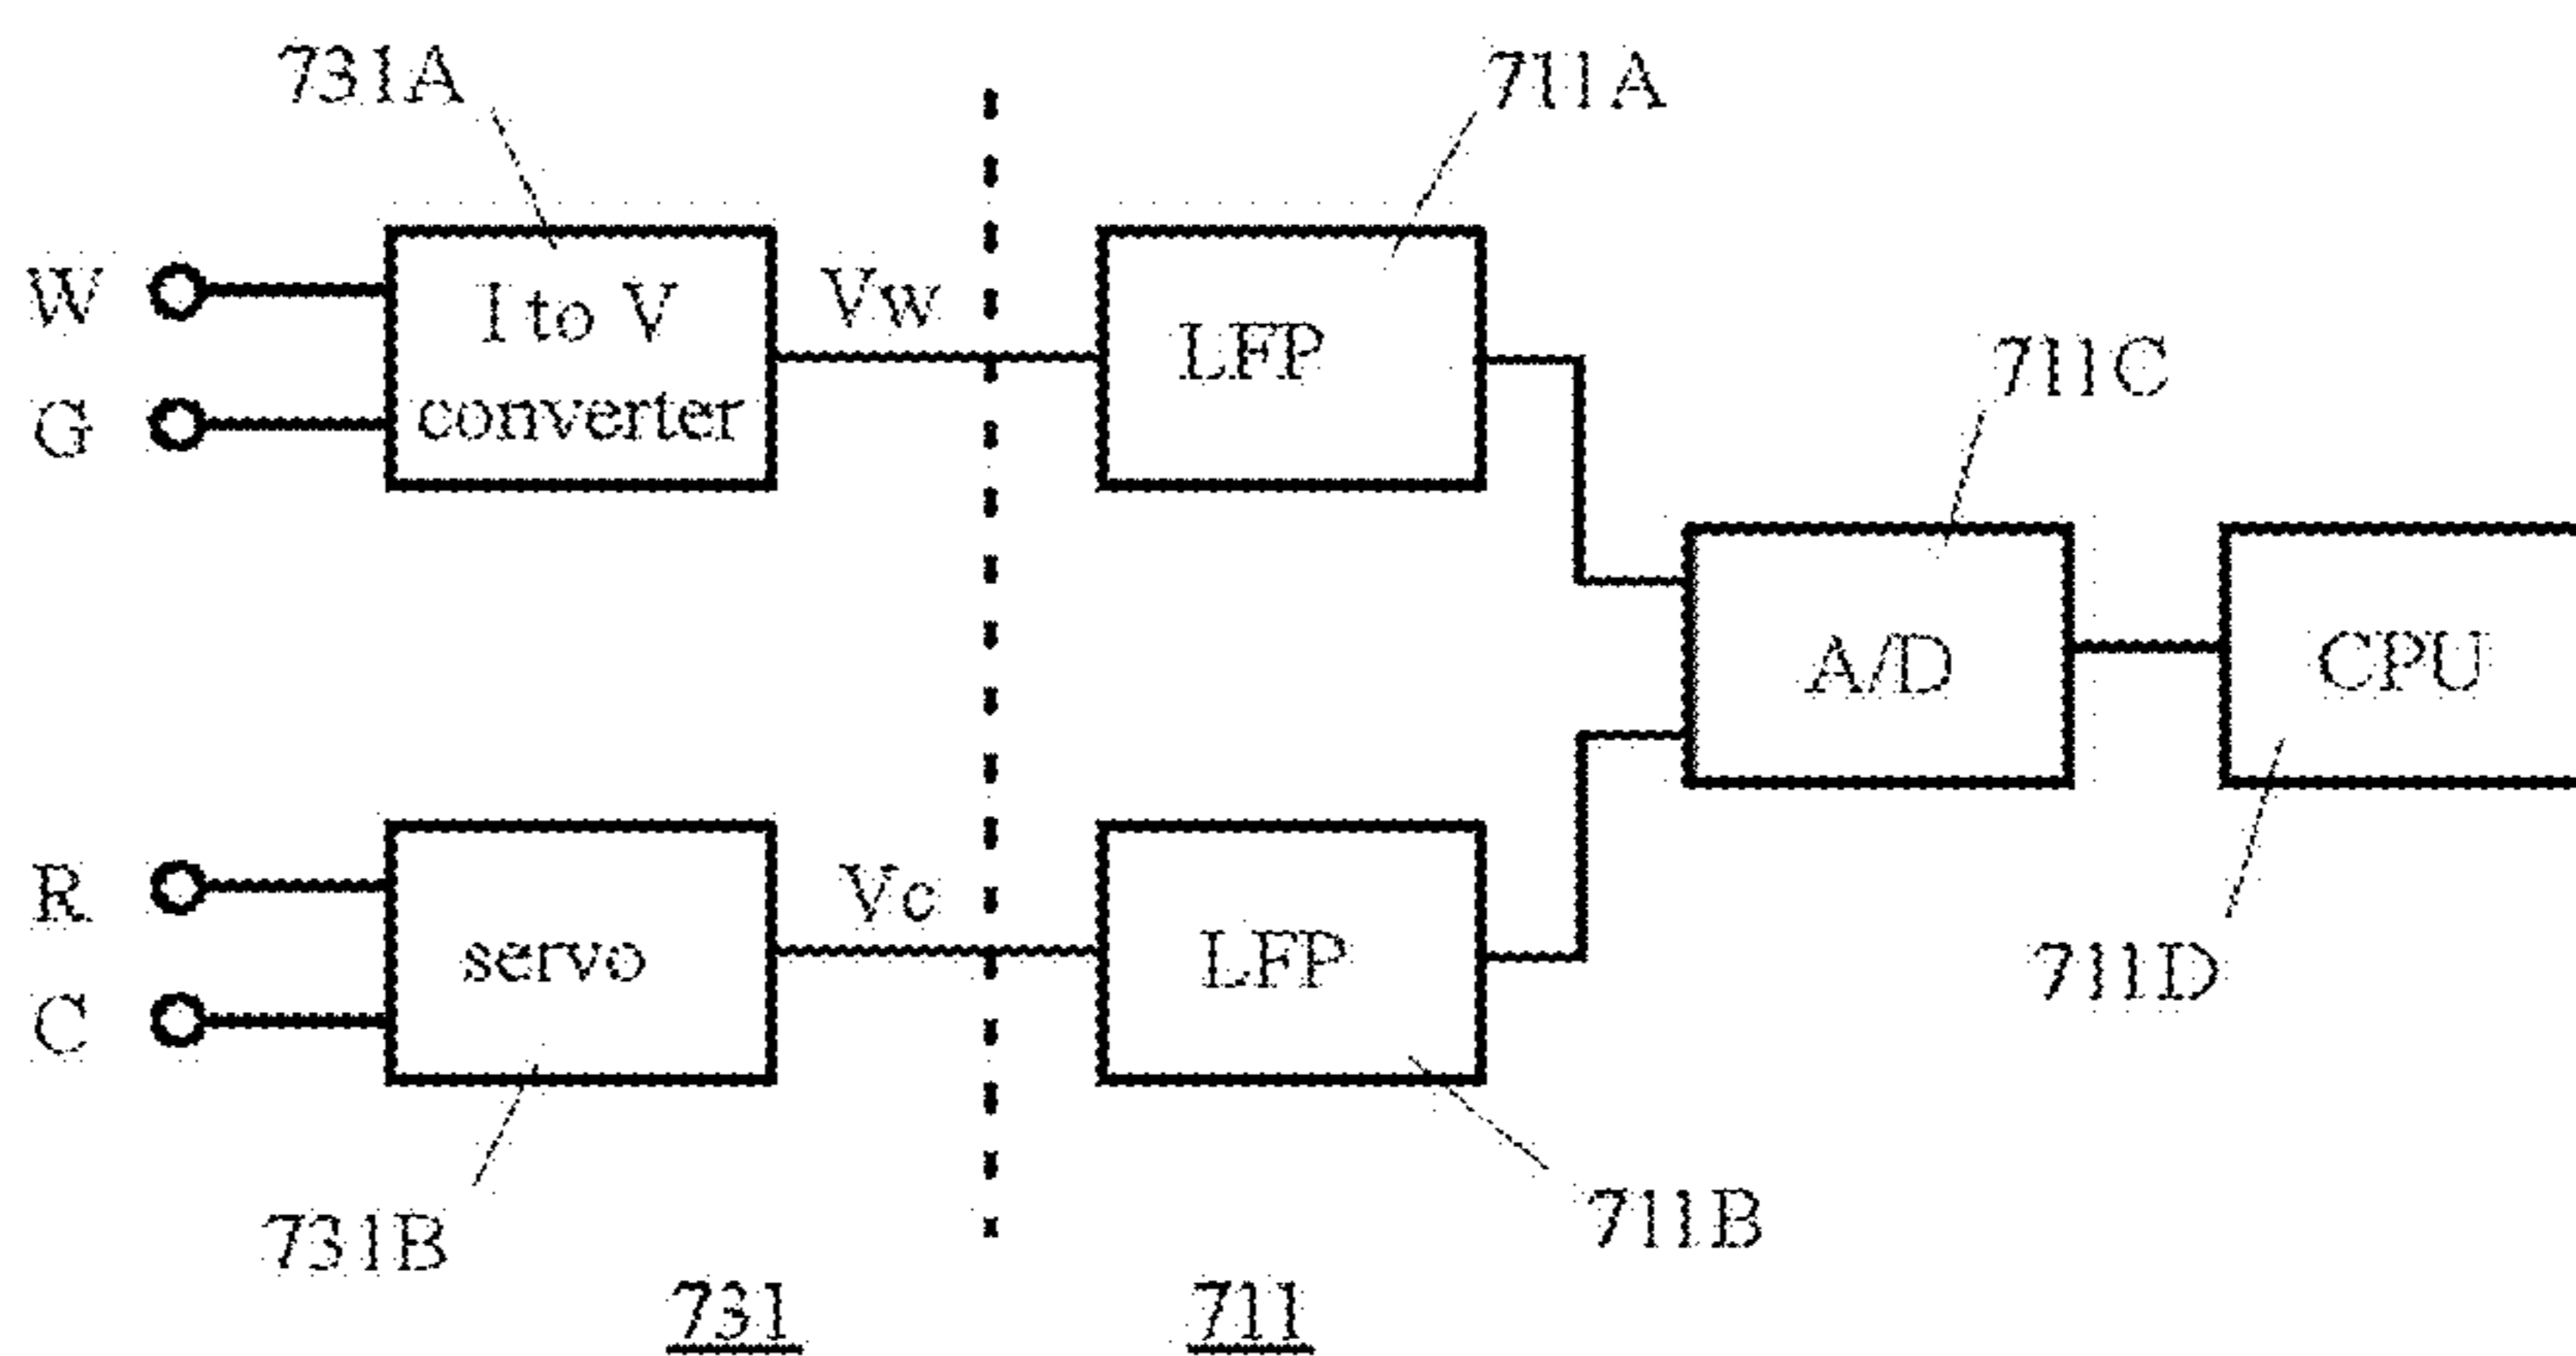 731A
711A
W
G
I to V
converter
Vw
LFP
711C
A/D
CPU
R
C
servo
Vc
LFP
711D
731B
711B
731
711